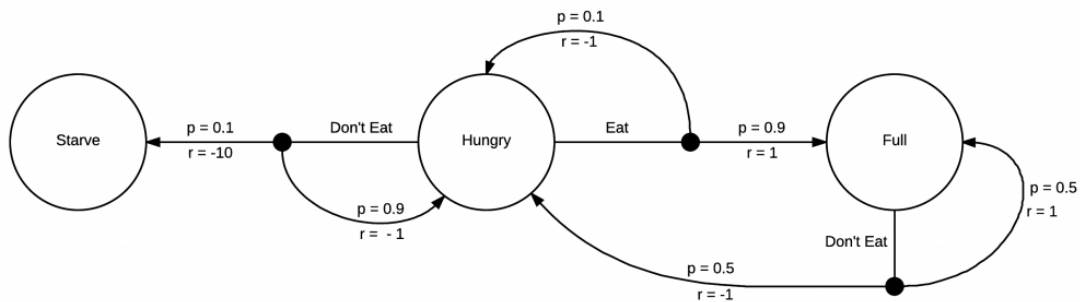 p = 0.1
r = -1
Starve
p = 0.1
r = -10
Don't Eat
Hungry
Eat
p = 0.9
r = 1
Full
p = 0.5
r = 1
p = 0.9
r =  - 1
Don't Eat
p = 0.5
r = -1